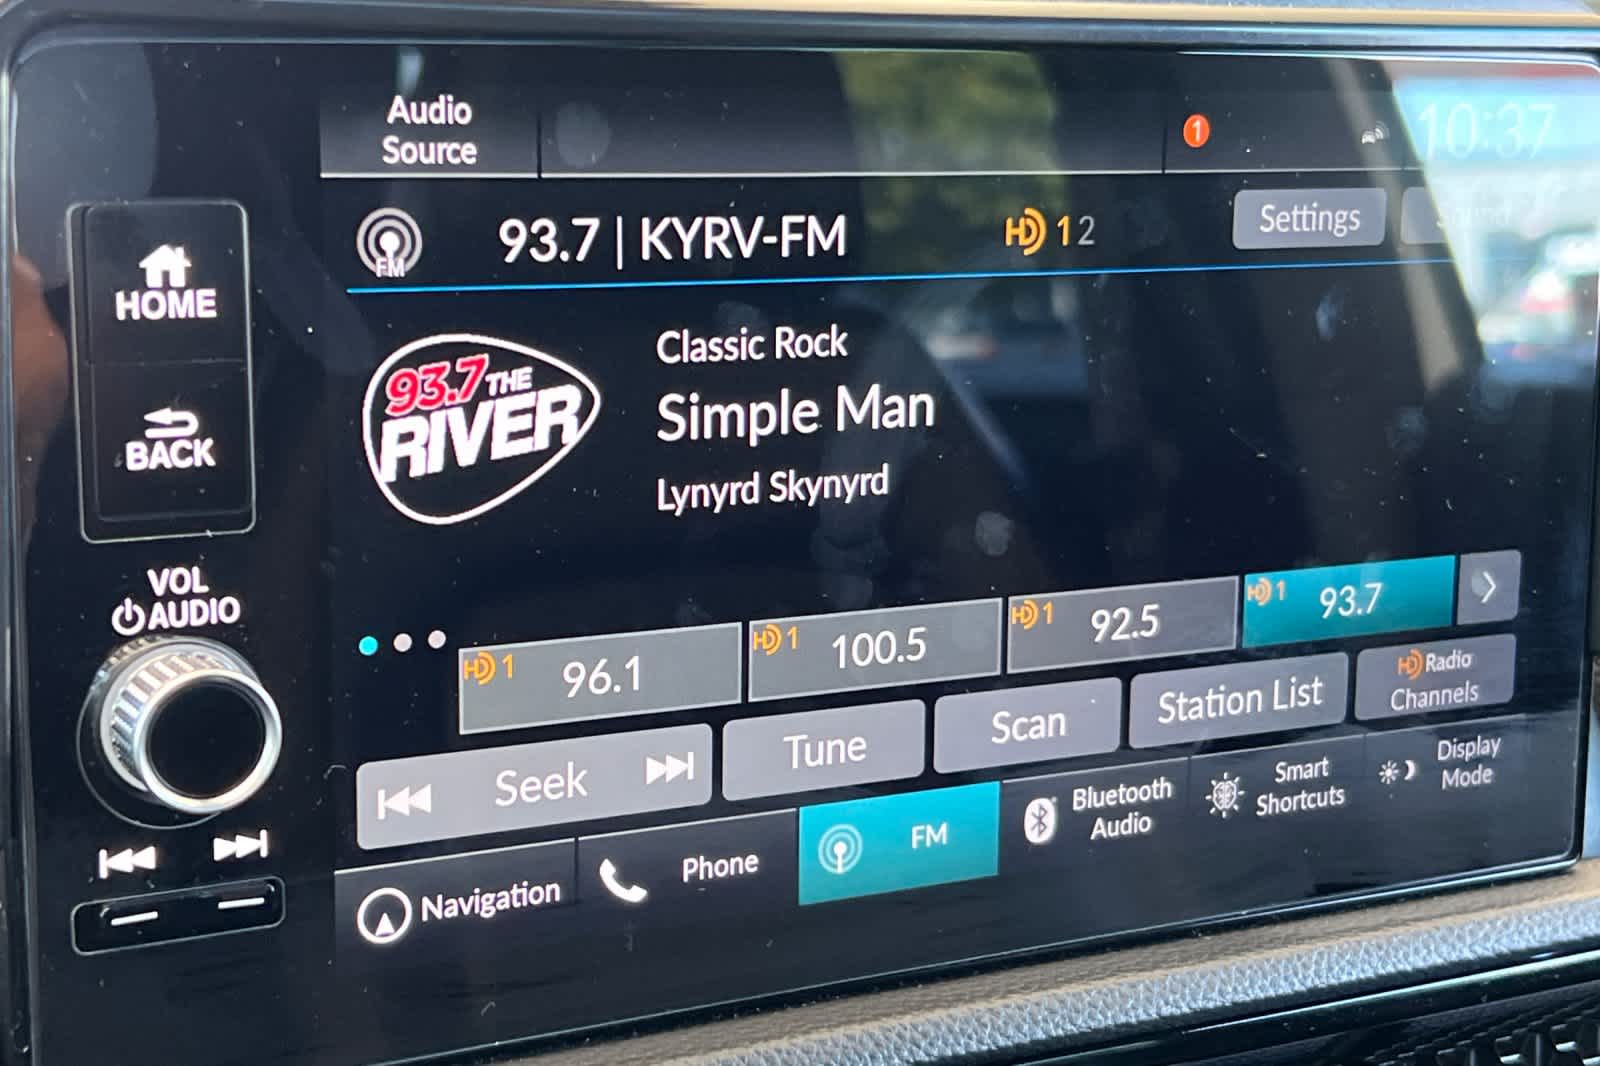 Audio
Source
1
10:37
FM
93.7 | KYRV-FM
HD 1 2
Settings
Sound
HOME
BACK
VOL
AUDIO
93.7 THE
RIVER
Classic Rock
Simple Man
Lynyrd Skynyrd
HD 1 96.1
HD 1 100.5
HD 1 92.5
HD 1 93.7
Seek
Tune
Scan
Station List
HD Radio
Channels
Navigation
Phone
FM
Bluetooth
Audio
Smart
Shortcuts
Display
Mode